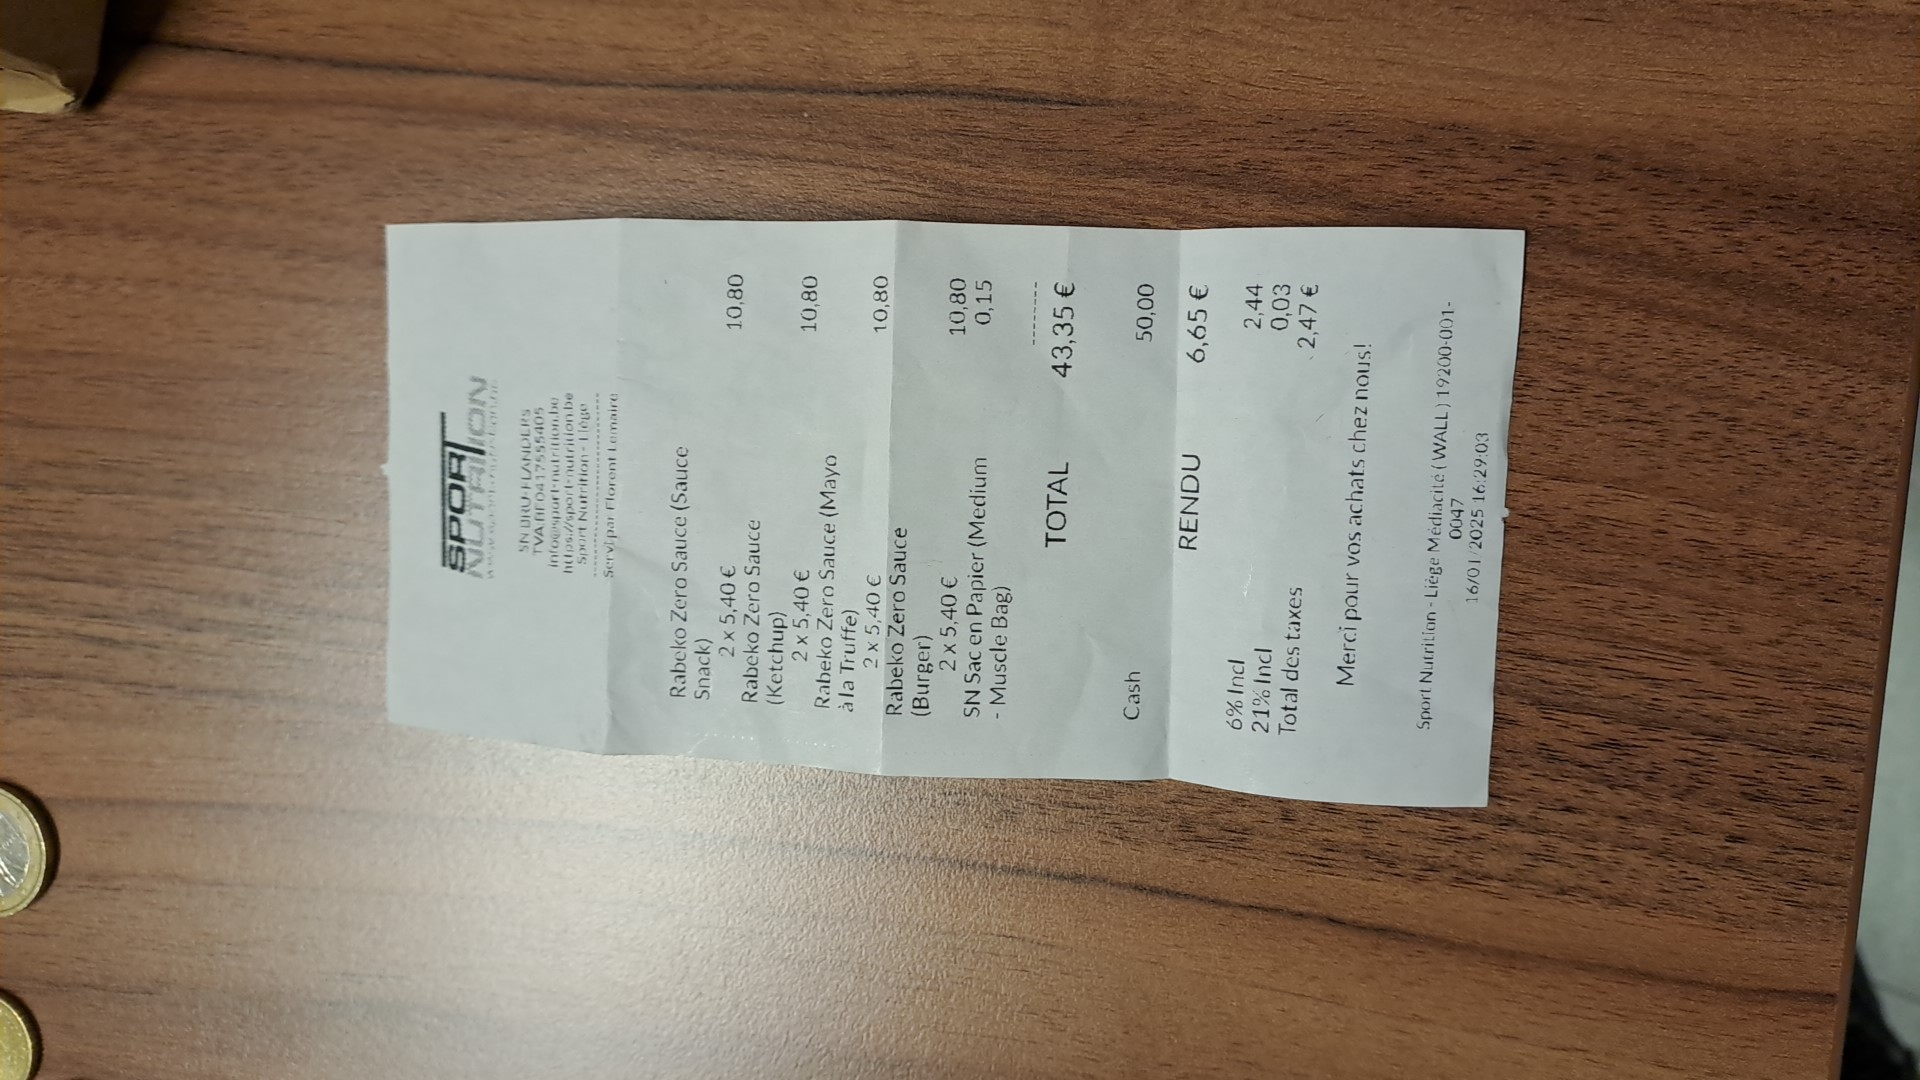 SPORT
NUTRITION
SN BRU-FLANDERS
TVA BE0417555405
info@sport-nutrition.be
https://sport-nutrition.be
Sport Nutrition - Liège
--------------------------------
Servi par Florent Lemaire
Rabeko Zero Sauce (Sauce
Snack)
2 x 5,40 € 10,80
Rabeko Zero Sauce
(Ketchup)
2 x 5,40 € 10,80
Rabeko Zero Sauce (Mayo
à la Truffe)
2 x 5,40 € 10,80
Rabeko Zero Sauce
(Burger)
2 x 5,40 € 10,80
SN Sac en Papier (Medium 0,15
- Muscle Bag)
--------
TOTAL 43,35 €
Cash 50,00
RENDU 6,65 €
6% Incl 2,44
21% Incl 0,03
Total des taxes 2,47 €
Merci pour vos achats chez nous!
Sport Nutrition - Liège Médiacité ( WALL ) 19200-001-
0047
16/01/2025 16:29:03